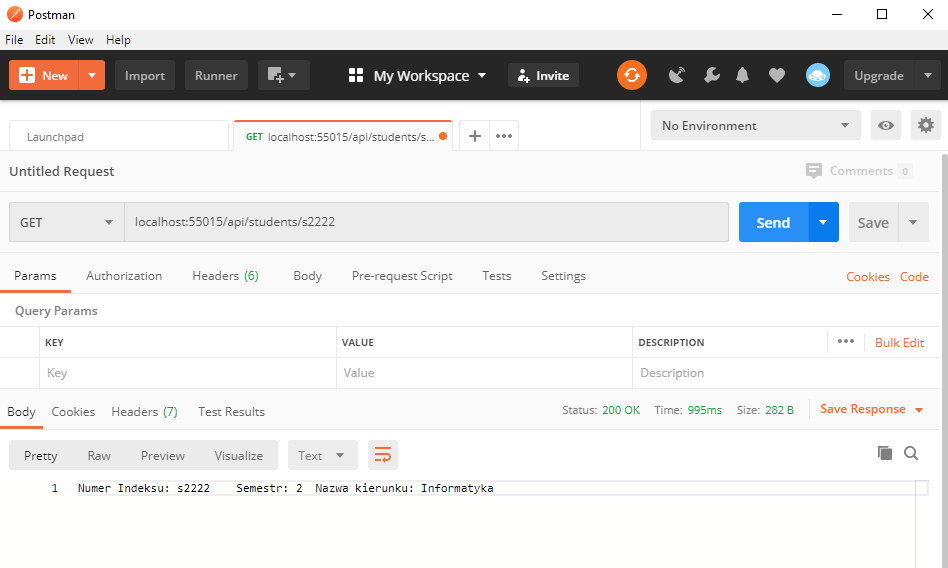 Postman
File Edit View Help
New Import Runner My Workspace Invite Upgrade
Launchpad GET localhost:55015/api/students/s... No Environment
Untitled Request Comments 0
GET localhost:55015/api/students/s2222 Send Save
Params Authorization Headers (6) Body Pre-request Script Tests Settings Cookies Code
Query Params
KEY VALUE DESCRIPTION ••• Bulk Edit
Key Value Description
Body Cookies Headers (7) Test Results Status: 200 OK Time: 995ms Size: 282 B Save Response
Pretty Raw Preview Visualize Text
1 Numer Indeksu: s2222 Semestr: 2 Nazwa kierunku: Informatyka